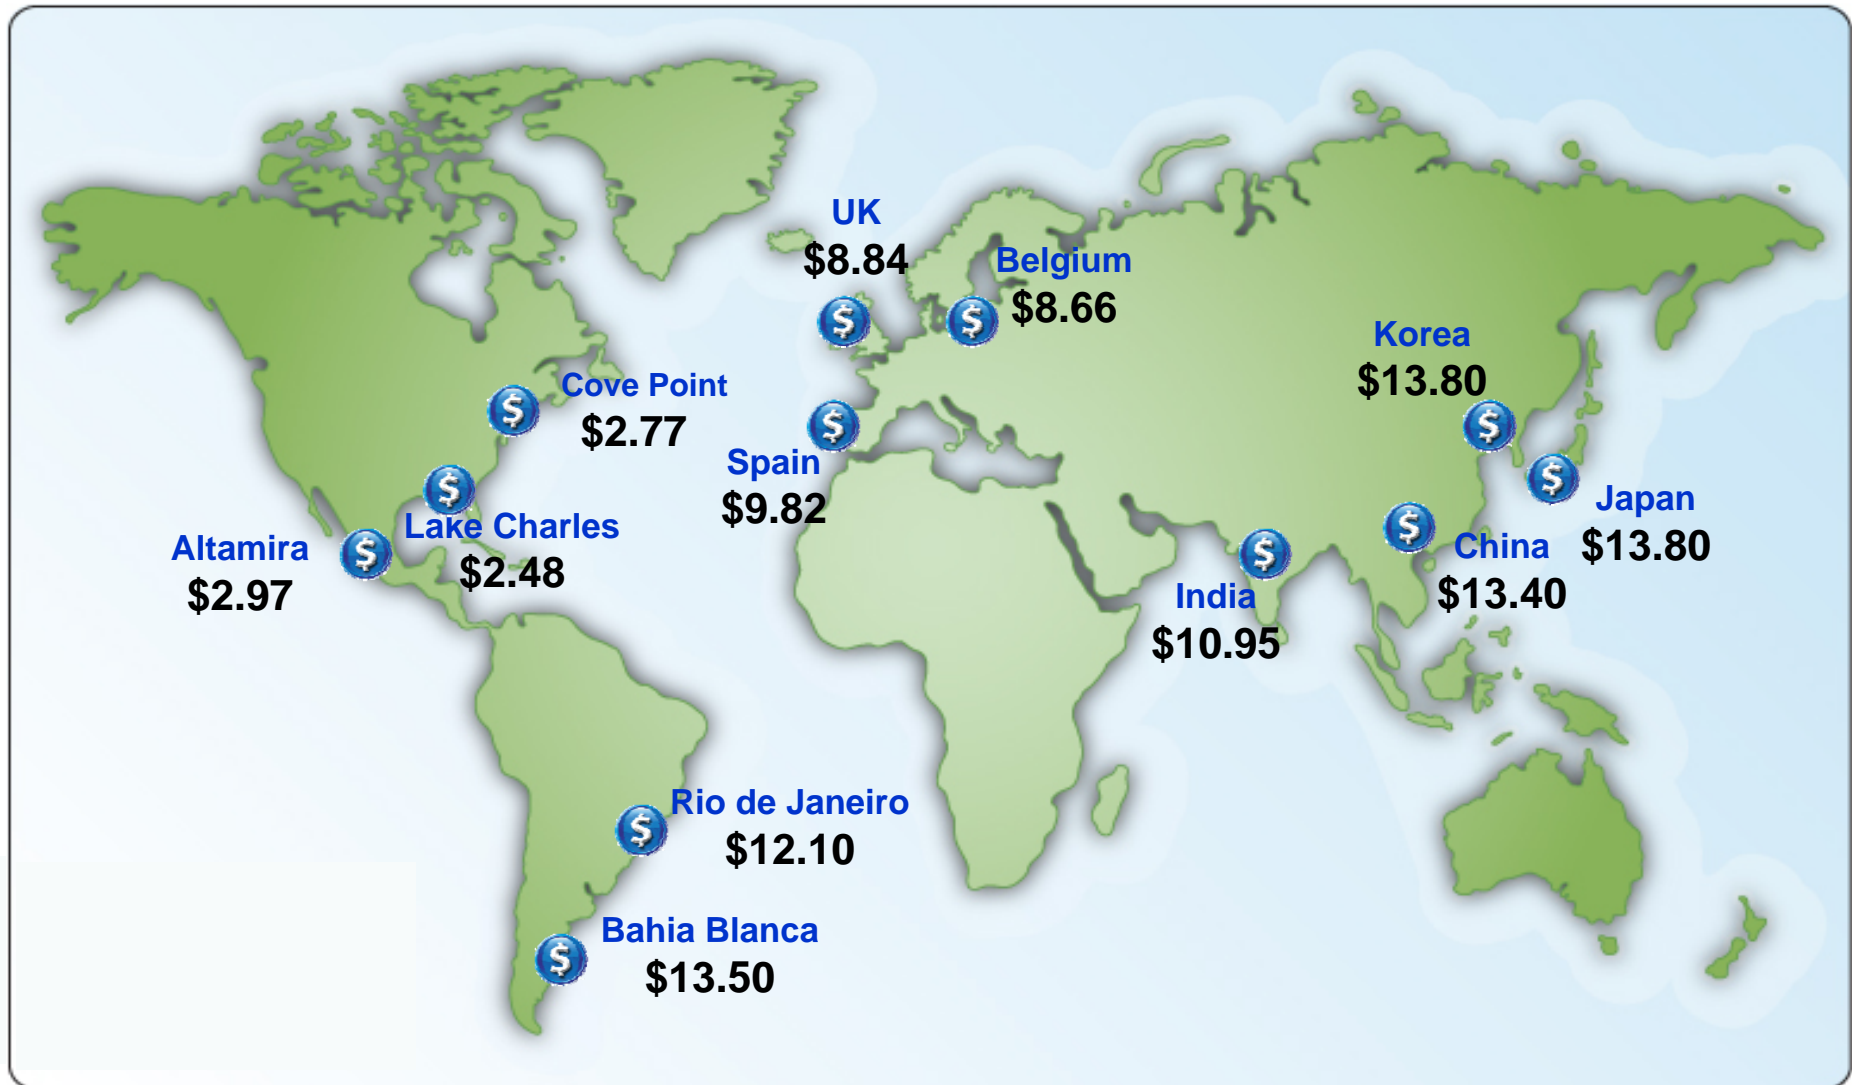 UK
$8.84
Belgium
$8.66
Korea
$13.80
Cove Point
$2.77
Spain
$9.82
Japan
$13.80
Lake Charles
$2.48
Altamira
$2.97
China
$13.40
India
$10.95
Rio de Janeiro
$12.10
Bahia Blanca
$13.50